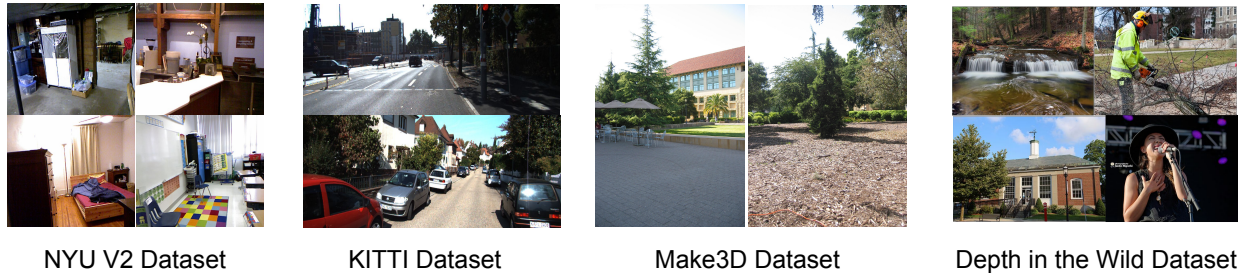 NYU V2 Dataset
KITTI Dataset
Make3D Dataset
Depth in the Wild Dataset